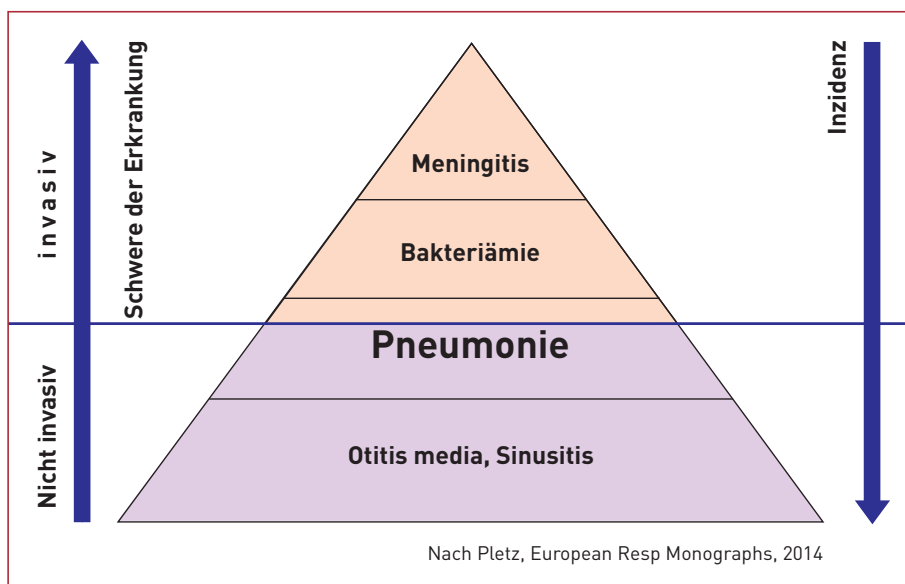 invasiv
Nicht invasiv
Schwere der Erkrankung
Meningitis
Bakteriämie
Pneumonie
Otitis media, Sinusitis
Inzidenz
Nach Pletz, European Resp Monographs, 2014